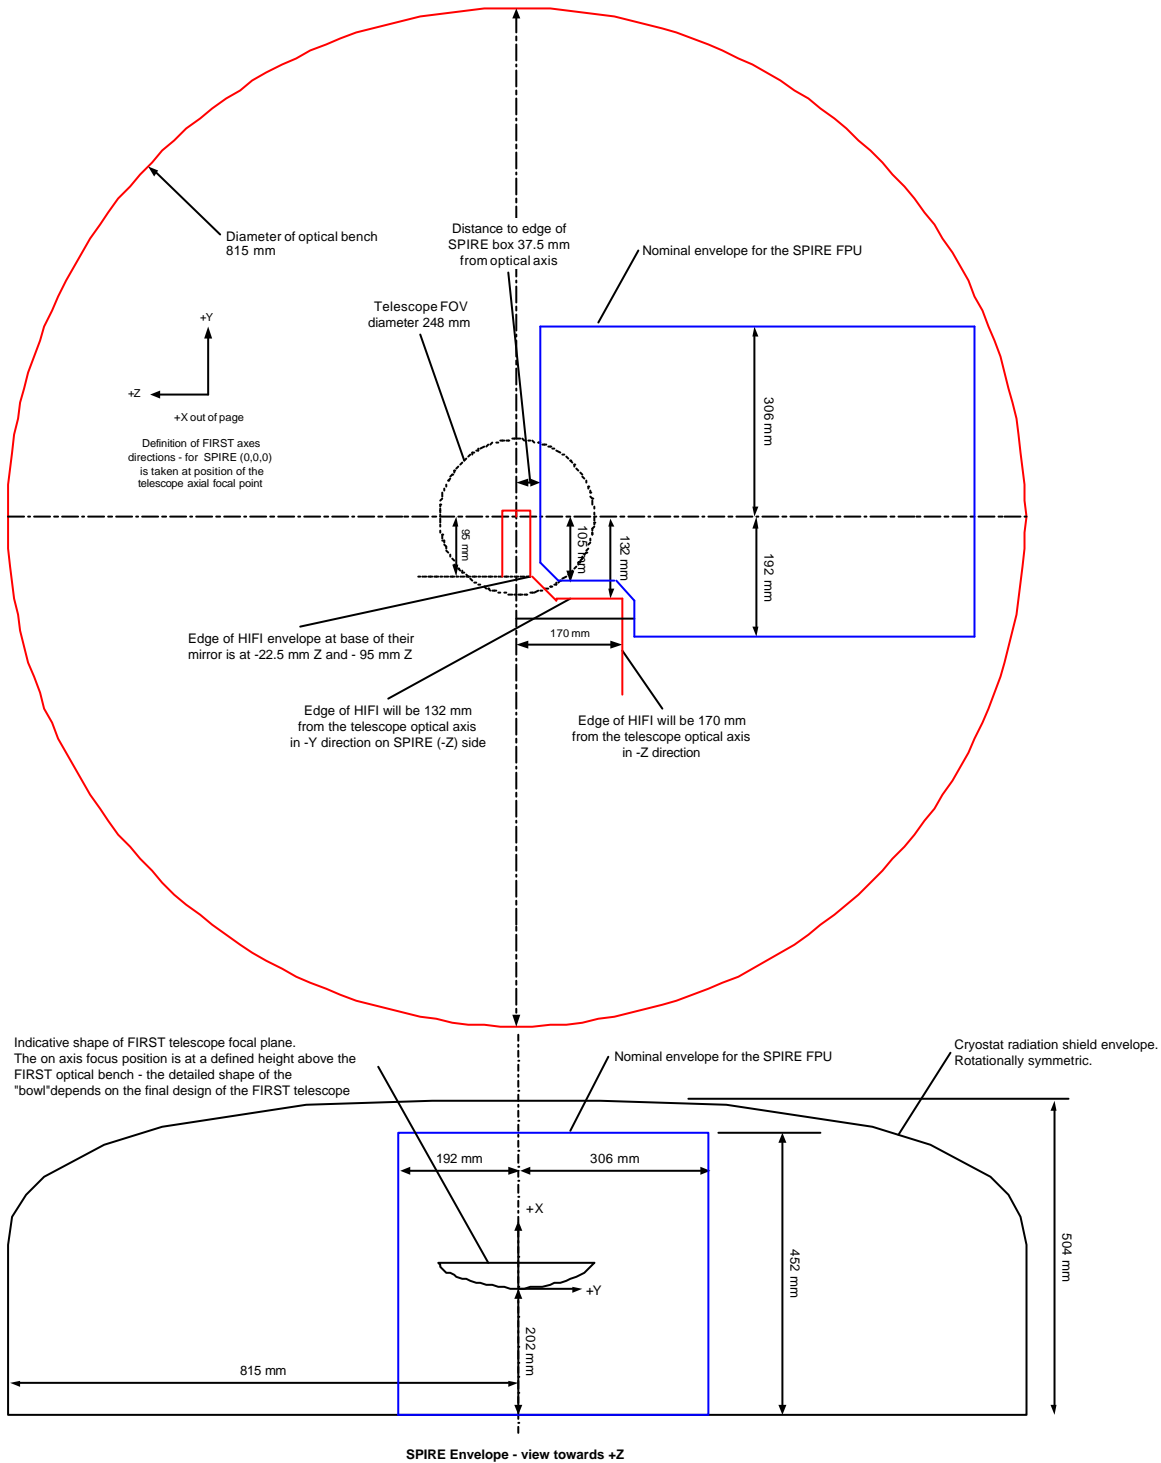 Diameter of optical bench
815 mm
Distance to edge of
SPIRE box 37.5 mm
from optical axis
Nominal envelope for the SPIRE FPU
Telescope FOV
diameter 248 mm
+Y
+Z
+X out of page
Definition of FIRST axes
directions - for SPIRE (0,0,0)
is taken at position of the
telescope axial focal point
306 mm
95 mm
105 mm
132 mm
192 mm
170 mm
Edge of HIFI envelope at base of their
mirror is at -22.5 mm Z and - 95 mm Z
Edge of HIFI will be 132 mm
from the telescope optical axis
in -Y direction on SPIRE (-Z) side
Edge of HIFI will be 170 mm
from the telescope optical axis
in -Z direction
Indicative shape of FIRST telescope focal plane.
The on axis focus position is at a defined height above the
FIRST optical bench - the detailed shape of the
"bowl"depends on the final design of the FIRST telescope
Nominal envelope for the SPIRE FPU
Cryostat radiation shield envelope.
Rotationally symmetric.
192 mm
306 mm
+X
+Y
452 mm
504 mm
202 mm
815 mm
SPIRE Envelope - view towards +Z